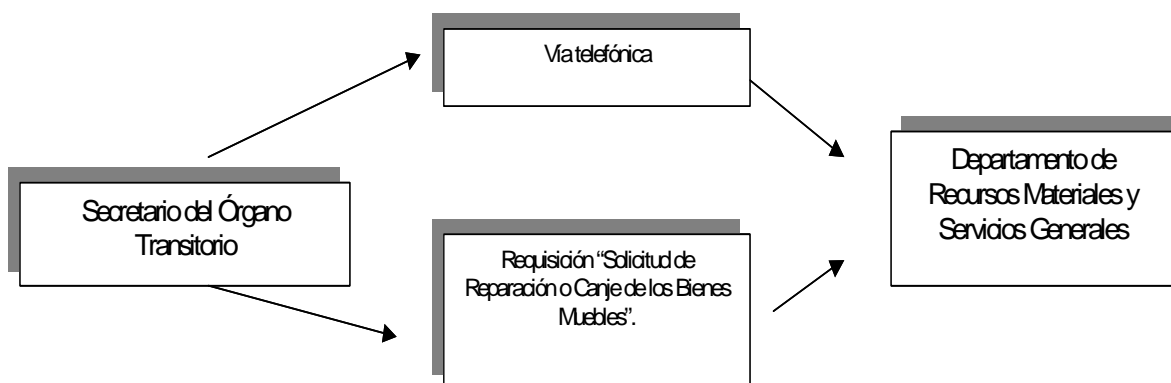 Vía telefónica
Departamento de
Recursos Materiales y
Servicios Generales
Secretario del Órgano
Transitorio
Requisición “Solicitud de
Reparación o Canje de los Bienes
Muebles”.